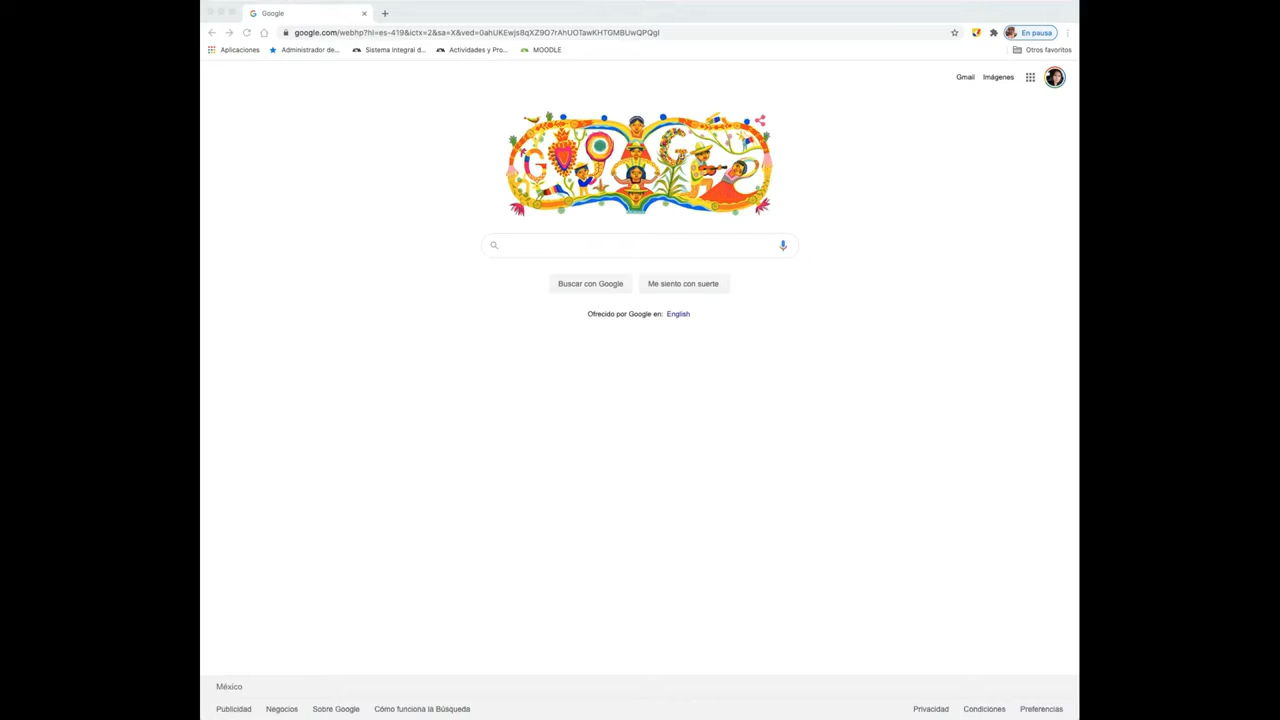 Google
google.com/webhp?hl=es-419&ictx=2&sa=X&ved=0ahUKEwjs8qXZ9O7rAhUOTawKHTGMBUwQPQgI
En pausa
Aplicaciones Administrador de... Sistema Integral d... Actividades y Pro... MOODLE Otros favoritos
Gmail Imágenes
Buscar con Google Me siento con suerte
Ofrecido por Google en: English
México
Publicidad Negocios Sobre Google Cómo funciona la Búsqueda Privacidad Condiciones Preferencias